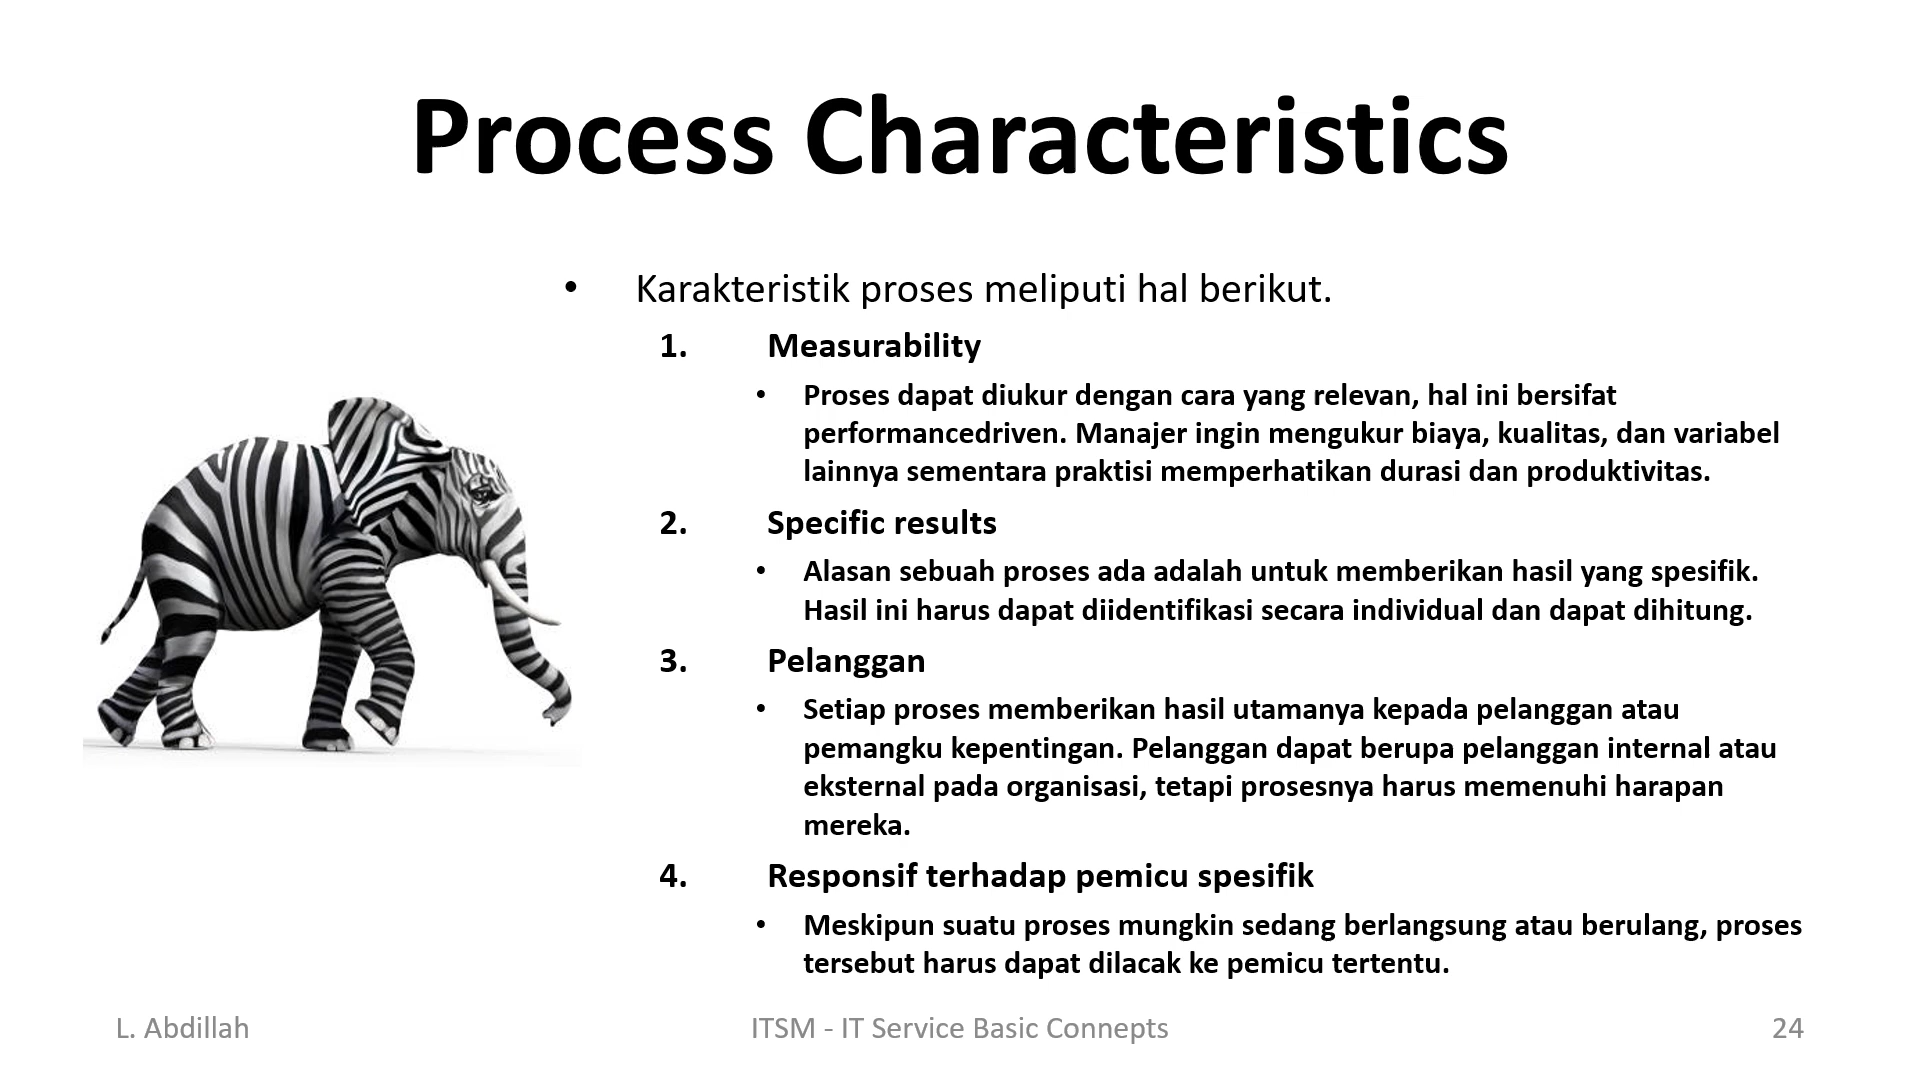 Process Characteristics
• Karakteristik proses meliputi hal berikut.
1. Measurability
• Proses dapat diukur dengan cara yang relevan, hal ini bersifat
performancedriven. Manajer ingin mengukur biaya, kualitas, dan variabel
lainnya sementara praktisi memperhatikan durasi dan produktivitas.
2. Specific results
• Alasan sebuah proses ada adalah untuk memberikan hasil yang spesifik.
Hasil ini harus dapat diidentifikasi secara individual dan dapat dihitung.
3. Pelanggan
• Setiap proses memberikan hasil utamanya kepada pelanggan atau
pemangku kepentingan. Pelanggan dapat berupa pelanggan internal atau
eksternal pada organisasi, tetapi prosesnya harus memenuhi harapan
mereka.
4. Responsif terhadap pemicu spesifik
• Meskipun suatu proses mungkin sedang berlangsung atau berulang, proses
tersebut harus dapat dilacak ke pemicu tertentu.
L. Abdillah
ITSM - IT Service Basic Connepts
24